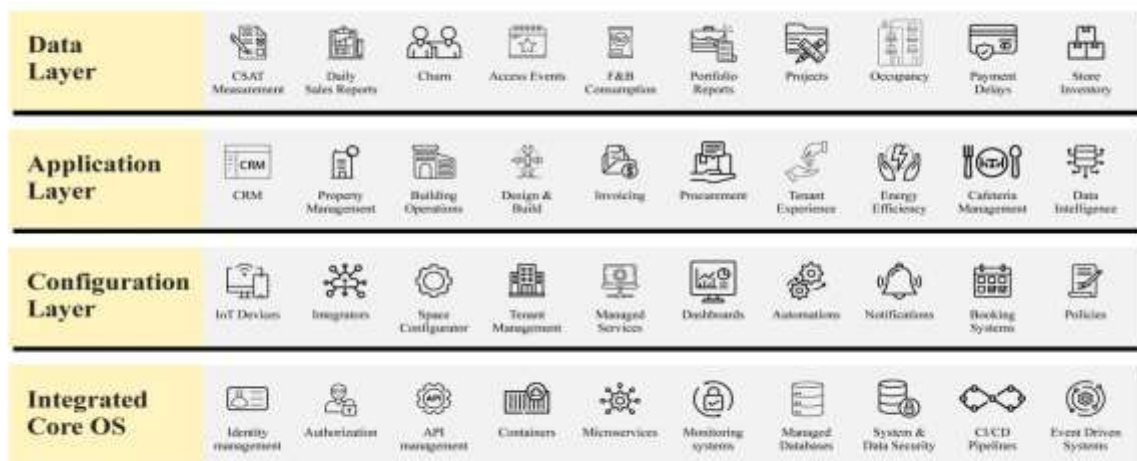 Data
Layer
CSAT
Measurement
Daily
Sales Reports
Churn
Access Events
F&B
Consumption
Portfolio
Reports
Projects
Occupancy
Payment
Delays
Store
Inventory
Application
Layer
CRM
CRM
Property
Management
Building
Operations
Design &
Build
Invoicing
Procurement
Tenant
Experience
Energy
Efficiency
Cafeteria
Management
Data
Intelligence
Configuration
Layer
IoT Devices
Integrators
Space
Configurator
Tenant
Management
Managed
Services
Dashboards
Automations
Notifications
Booking
Systems
Policies
Integrated
Core OS
Identity
management
Authorization
API
API
management
Containers
Microservices
Monitoring
systems
Managed
Databases
System &
Data Security
CI/CD
Pipelines
Event Driven
Systems